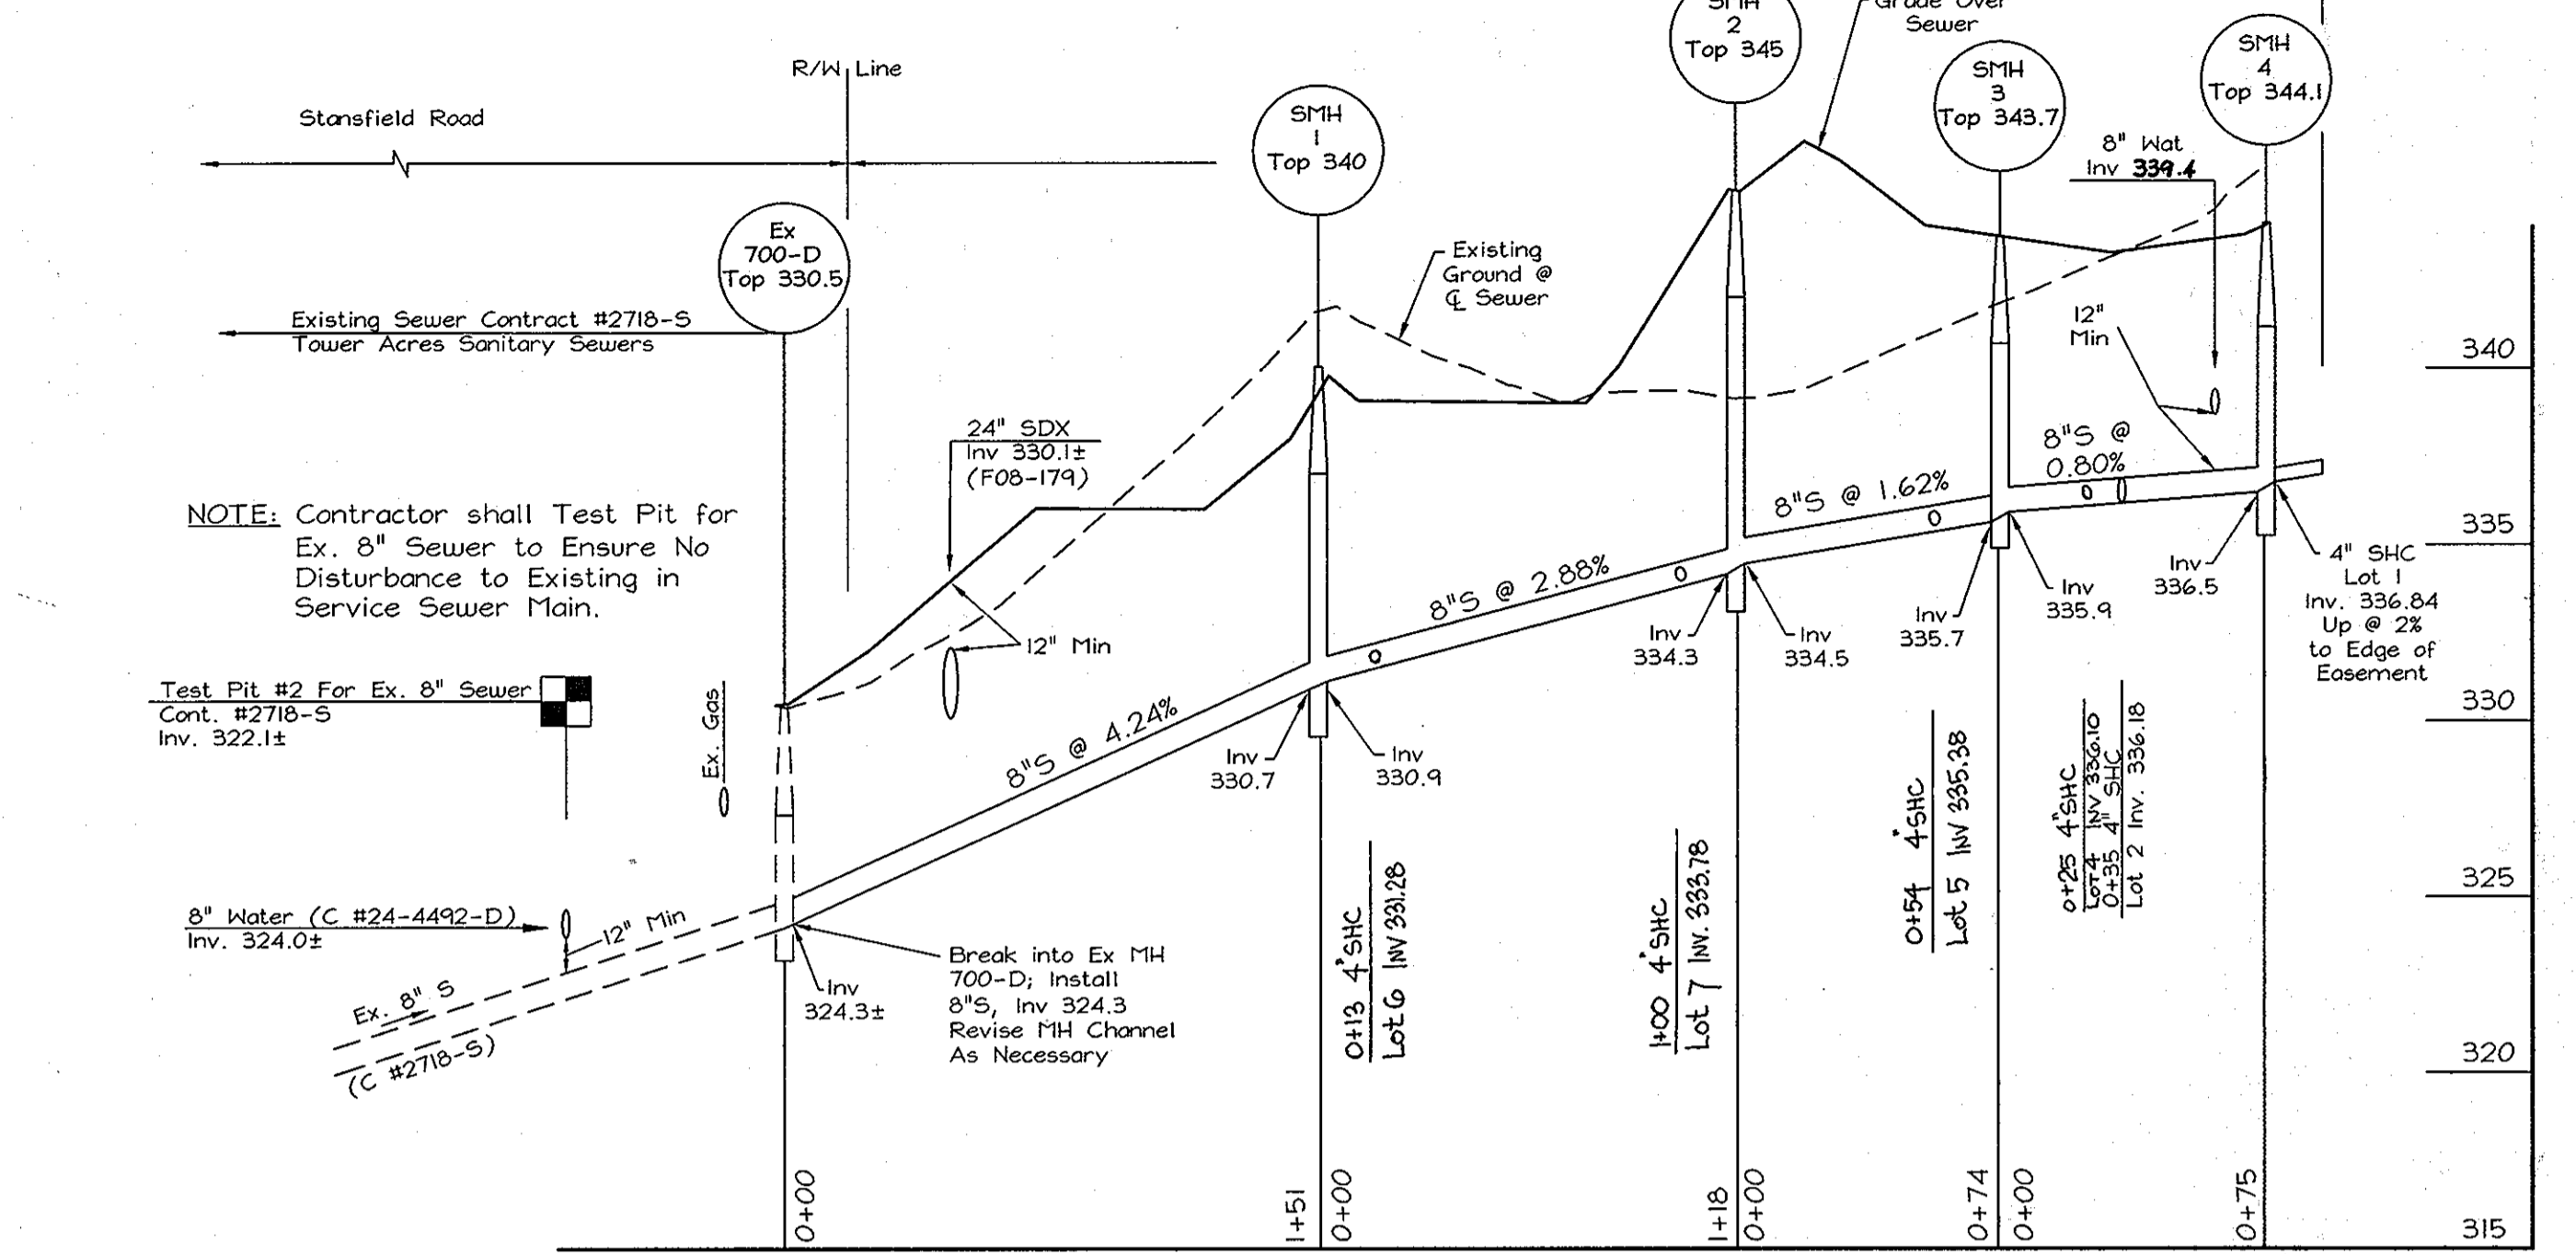 SMH
2
Top 345
Grade Over
Sewer
SMH
4
Top 344.1
SMH
3
Top 343.7
R/W Line
Stansfield Road
SMH
1
Top 340
8" Wat
Inv 339.4
Ex
700-D
Top 330.5
Existing
Ground @
℄ Sewer
Existing Sewer Contract #2718-S
Tower Acres Sanitary Sewers
12"
Min
340
24" SDX
Inv 330.1±
(F08-179)
8"S @
0.80%
8"S @ 1.62%
NOTE: Contractor shall Test Pit for
Ex. 8" Sewer to Ensure No
Disturbance to Existing in
Service Sewer Main.
335
8"S @ 2.88%
Inv
336.5
4" SHC
Lot 1
Inv. 336.84
Up @ 2%
to Edge of
Easement
Inv
335.9
Inv
335.7
Inv
334.3
Inv
334.5
12" Min
Test Pit #2 For Ex. 8" Sewer
Cont. #2718-S
Inv. 322.1±
Ex. Gas
8"S @ 4.24%
Inv
330.7
Inv
330.9
330
0+13 4"SHC
Lot 6 INV 331.28
1+00 4"SHC
Lot 7 INV. 333.78
0+54 4"SHC
Lot 5 INV 335.38
0+25 4"SHC
LOT 4 INV 336.10
0+35 4" SHC
Lot 2 Inv. 336.18
325
8" Water (C #24-4492-D)
Inv. 324.0±
12" Min
Ex. 8" S
(C #2718-S)
Inv
324.3±
Break into Ex MH
700-D; Install
8"S, Inv 324.3
Revise MH Channel
As Necessary
320
0+00
1+51
0+00
1+18
0+00
0+74
0+00
0+75
315